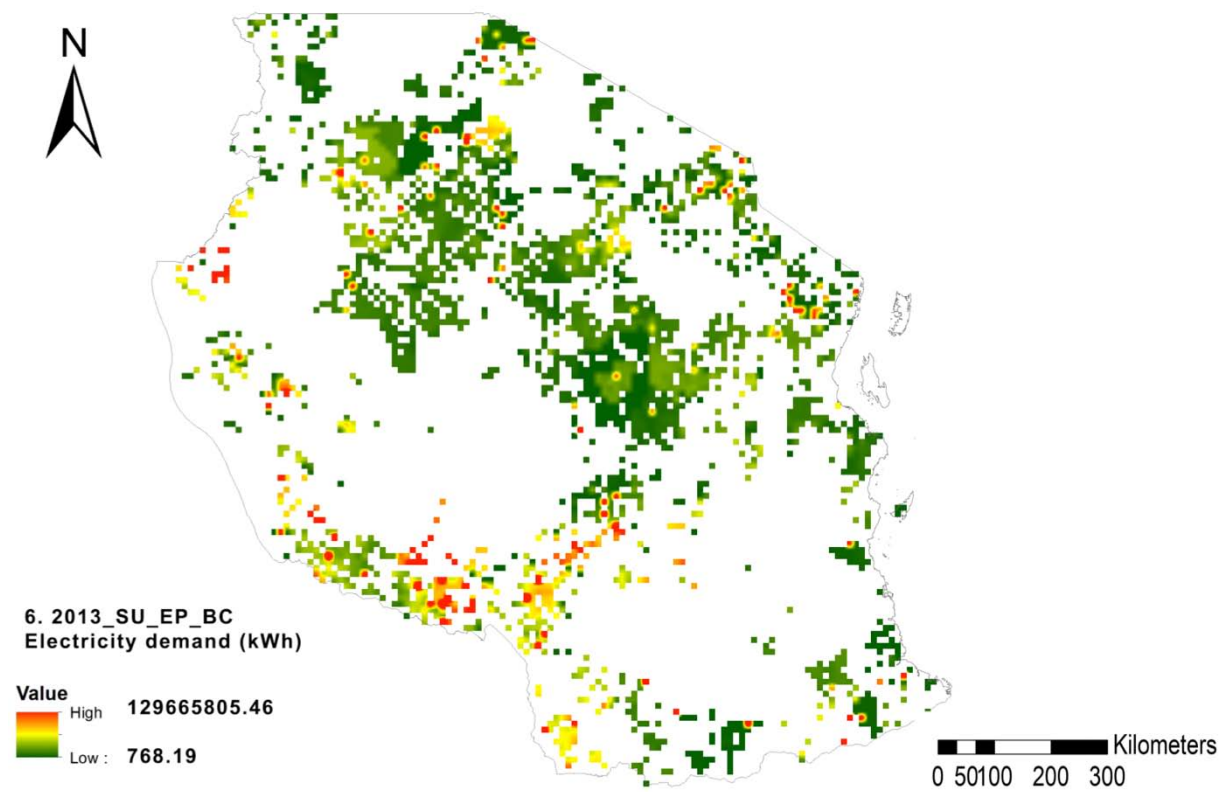 N
6. 2013_SU_EP_BC
Electricity demand (kWh)
Value
High 129665805.46
Low : 768.19
Kilometers
0 50100 200 300